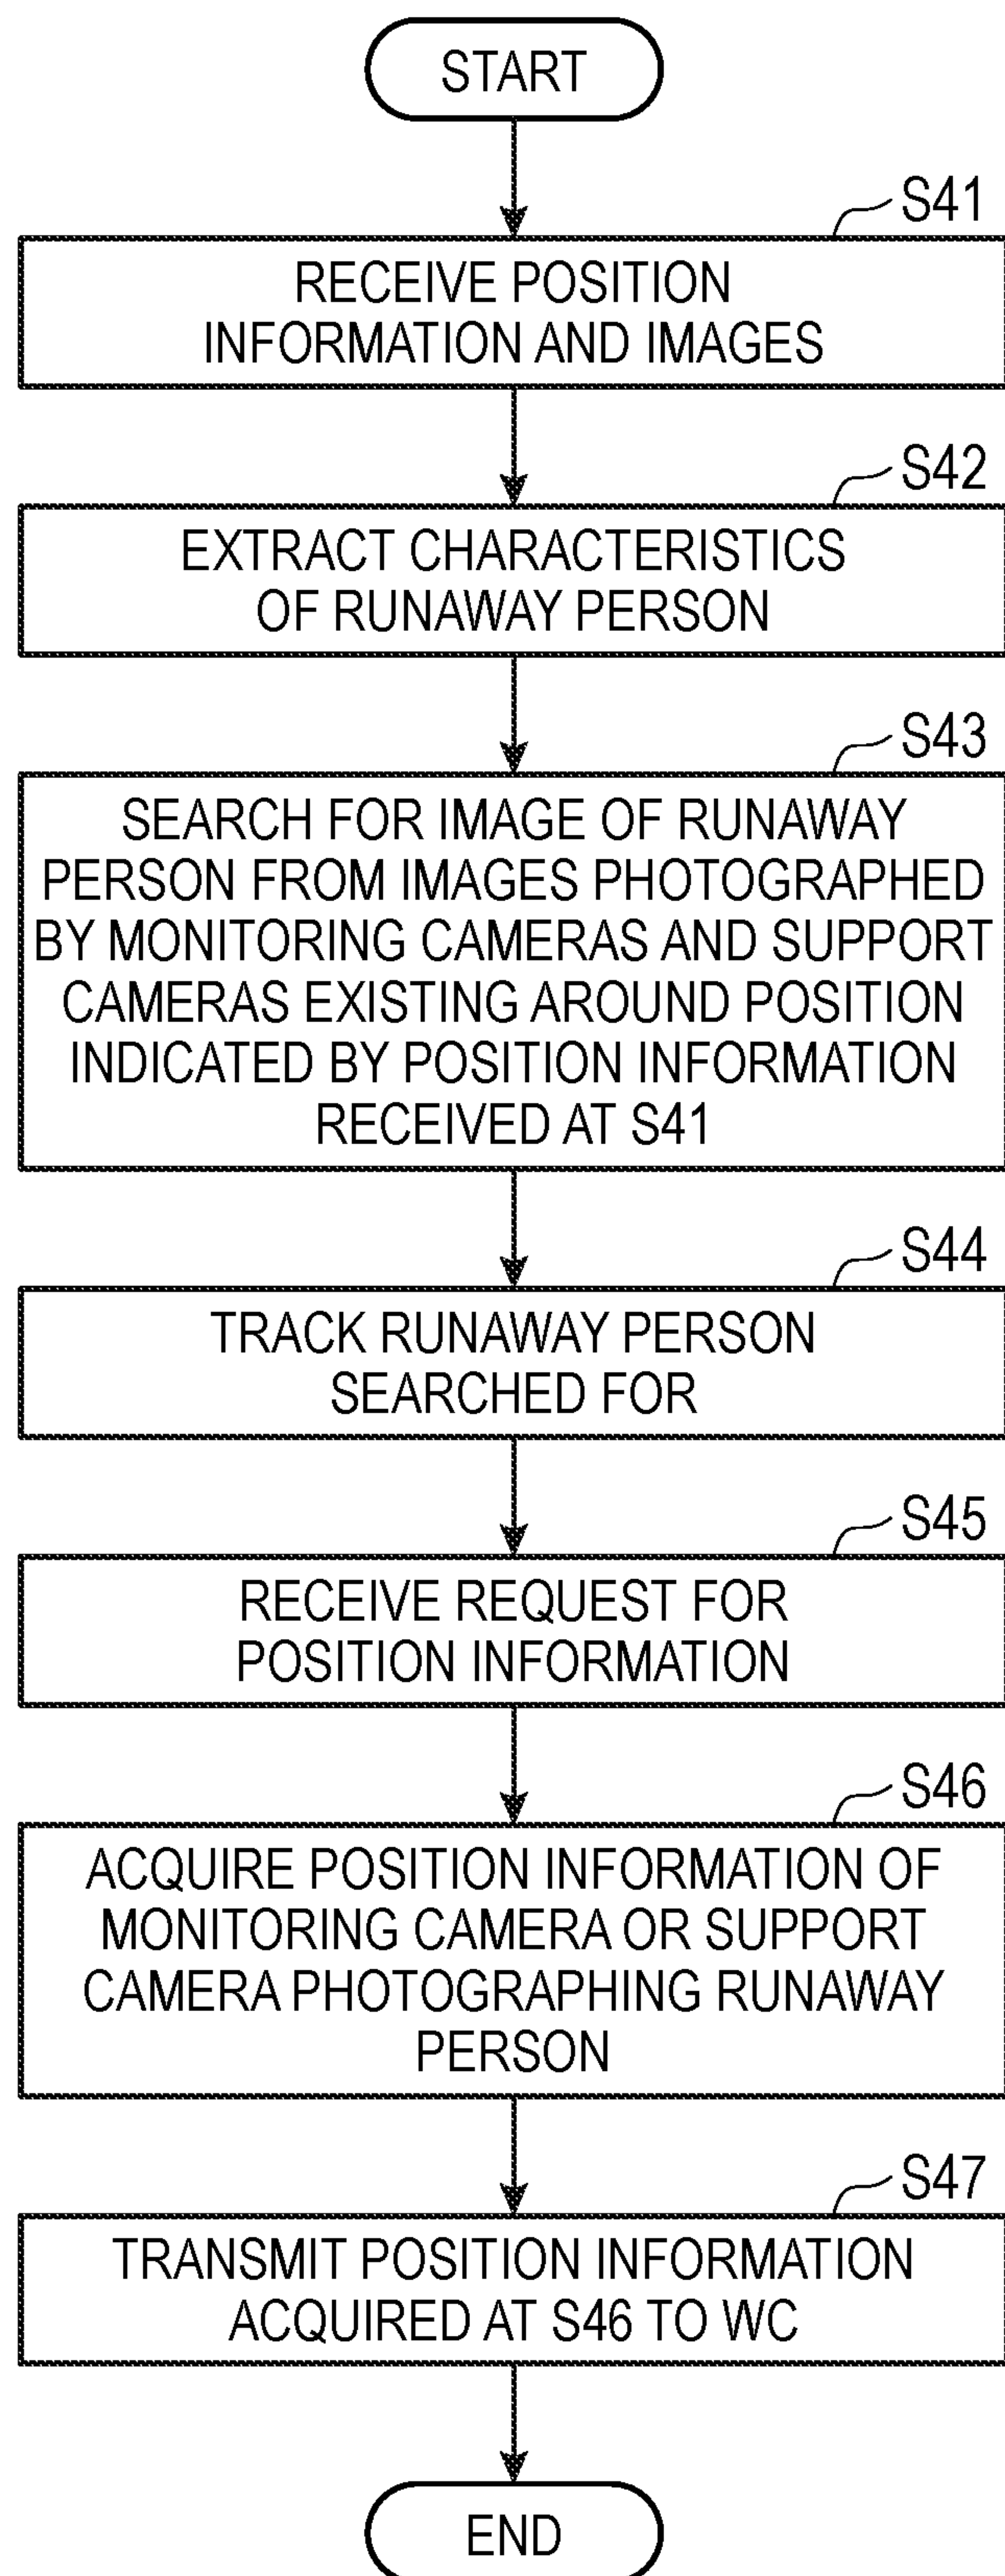 START
S41
RECEIVE POSITION
INFORMATION AND IMAGES
S42
EXTRACT CHARACTERISTICS
OF RUNAWAY PERSON
S43
SEARCH FOR IMAGE OF RUNAWAY
PERSON FROM IMAGES PHOTOGRAPHED
BY MONITORING CAMERAS AND SUPPORT
CAMERAS EXISTING AROUND POSITION
INDICATED BY POSITION INFORMATION
RECEIVED AT S41
S44
TRACK RUNAWAY PERSON
SEARCHED FOR
S45
RECEIVE REQUEST FOR
POSITION INFORMATION
S46
ACQUIRE POSITION INFORMATION OF
MONITORING CAMERA OR SUPPORT
CAMERA PHOTOGRAPHING RUNAWAY
PERSON
S47
TRANSMIT POSITION INFORMATION
ACQUIRED AT S46 TO WC
END